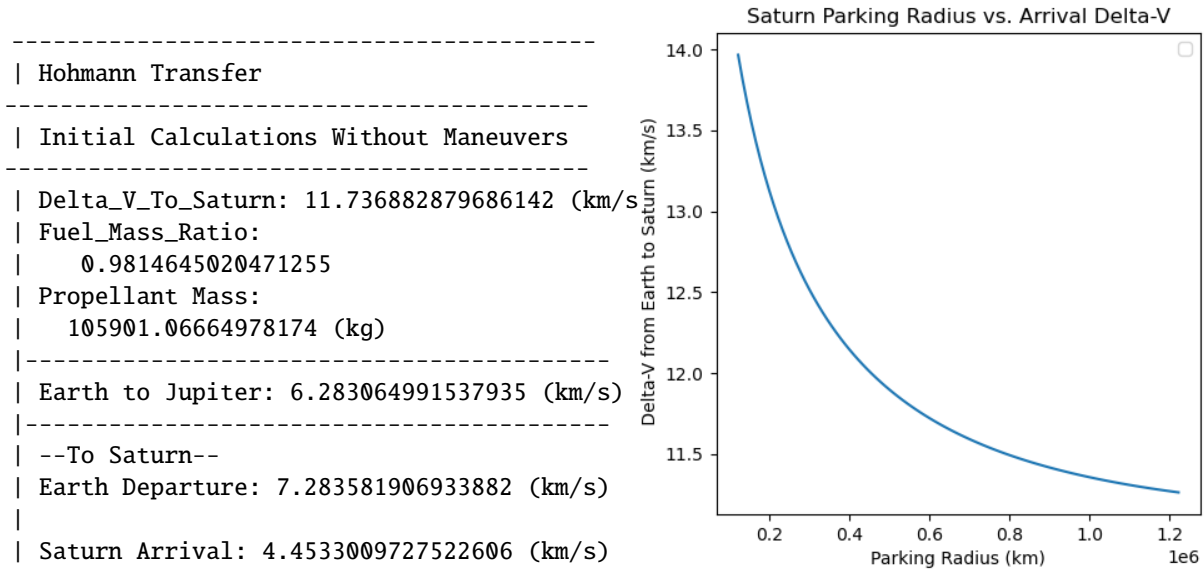 --------------------------------------------
| Hohmann Transfer
--------------------------------------------
| Initial Calculations Without Maneuvers
--------------------------------------------
| Delta_V_To_Saturn: 11.736882879686142 (km/s
| Fuel_Mass_Ratio:
|    0.9814645020471255
| Propellant Mass:
|   105901.06664978174 (kg)
|--------------------------------------------
| Earth to Jupiter: 6.283064991537935 (km/s)
|--------------------------------------------
| --To Saturn--
| Earth Departure: 7.283581906933882 (km/s)
|
| Saturn Arrival: 4.4533009727522606 (km/s)
Saturn Parking Radius vs. Arrival Delta-V
Delta-V from Earth to Saturn (km/s)
14.0
13.5
13.0
12.5
12.0
11.5
0.2 0.4 0.6 0.8 1.0 1.2
1e6
Parking Radius (km)